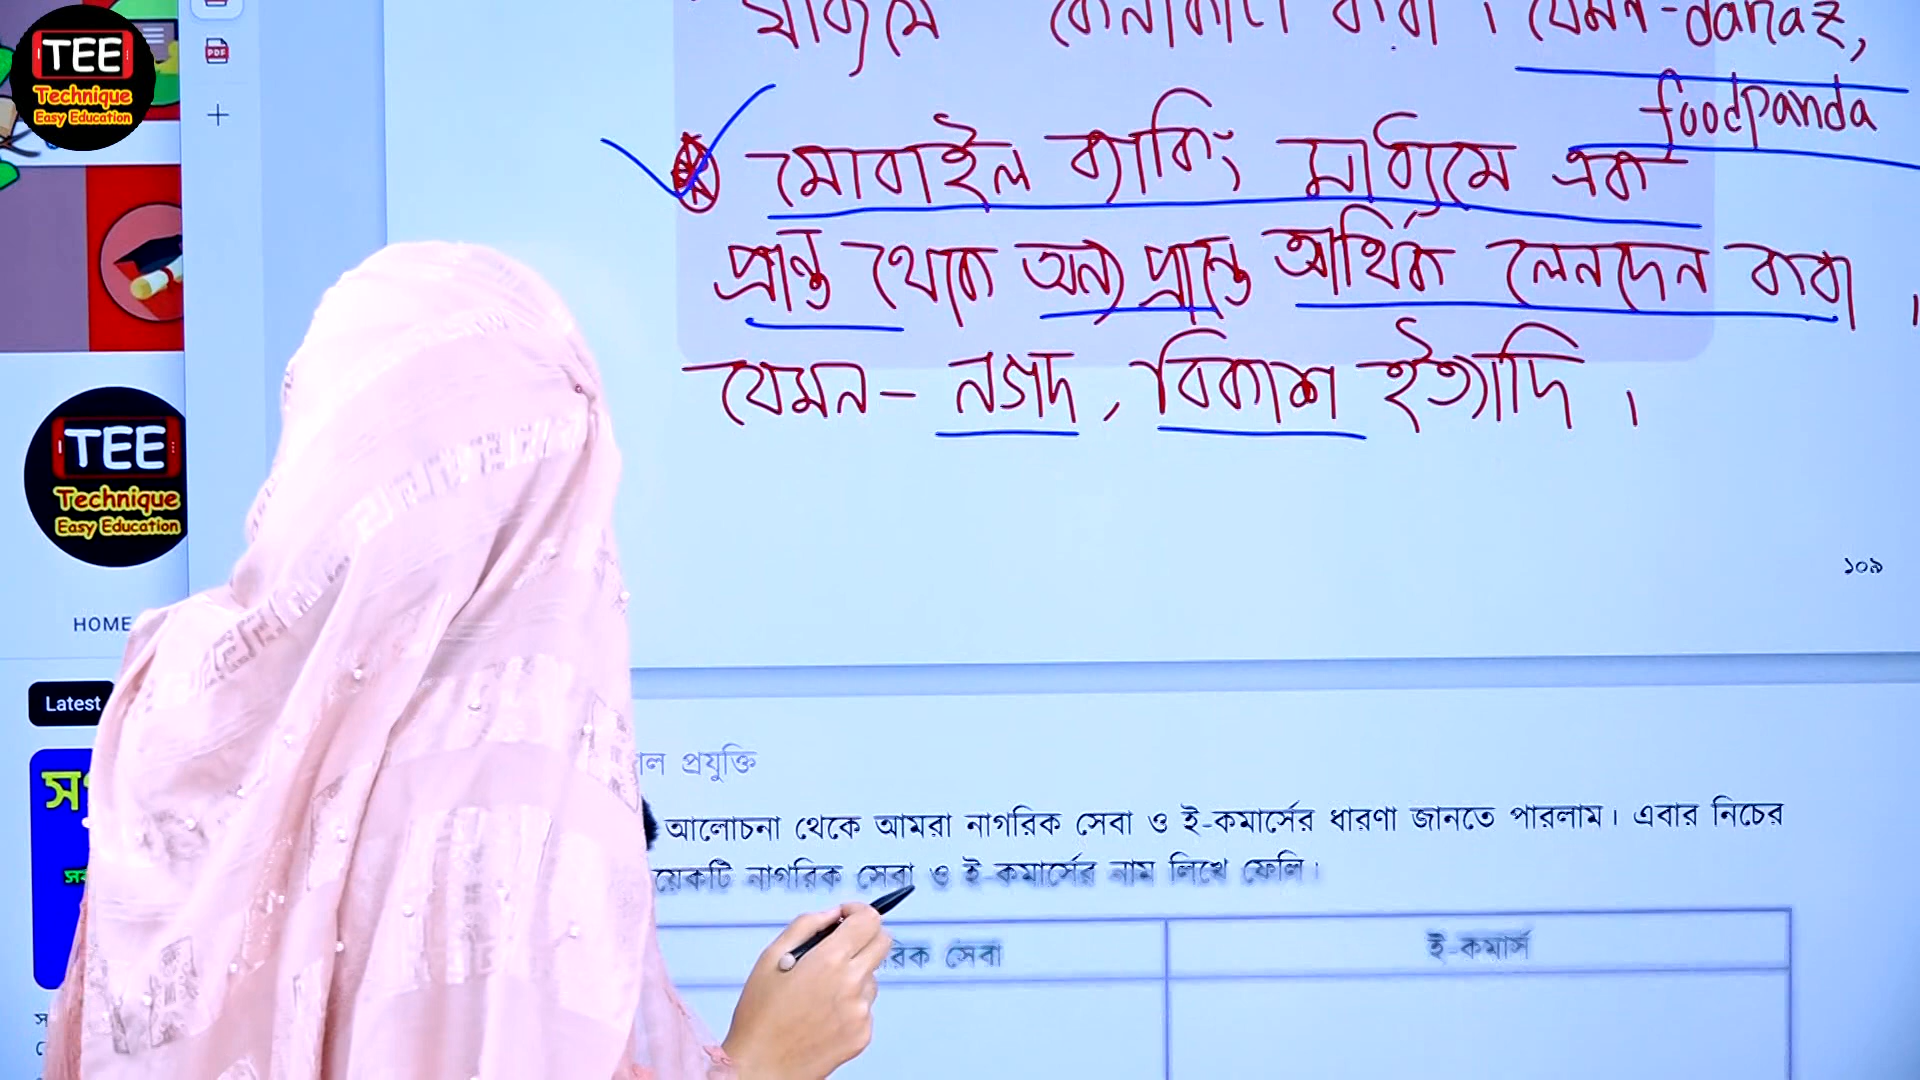 TEE
Technique
Easy Education
PDF
মাধ্যমে কেনাকাটা করা । যেমন - daraz,
foodpanda
মোবাইল ব্যাংকিং মাধ্যমে এক
প্রান্ত থেকে অন্য প্রান্তে আর্থিক লেনদেন করা ।
যেমন - নগদ , বিকাশ ইত্যাদি ।
TEE
Technique
Easy Education
১০৯
HOME
Latest
প্রযুক্তি
আলোচনা থেকে আমরা নাগরিক সেবা ও ই-কমার্সের ধারণা জানতে পারলাম। এবার নিচের
নাগরিক সেবা ও ই-কমার্সের নাম লিখে ফেলি।
সেবা
ই-কমার্স